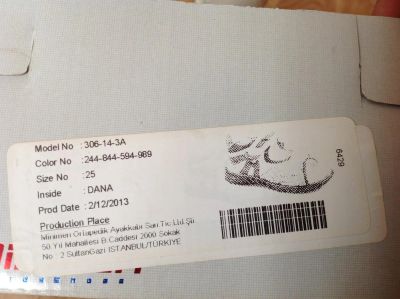 Model No : 306-14-3A
Color No : 244-844-594-989
Size No : 25
Inside : DANA
Prod Date : 2/12/2013
Production Place
Minimen Ortapedik Ayakkabı San.Tic.Ltd.Şti
50.Yıl Mahallesi B.Caddesi 2000 Sokak
No : 2 SultanGazi İSTANBUL/TÜRKİYE
6429